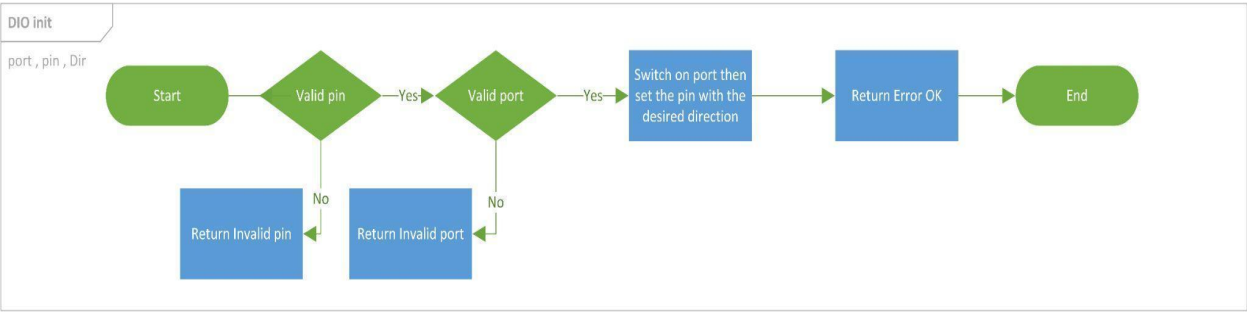 DIO init
port , pin , Dir
Start
Valid pin
Yes
Valid port
Yes
Switch on port then
set the pin with the
desired direction
Return Error OK
End
No
No
Return Invalid pin
Return Invalid port